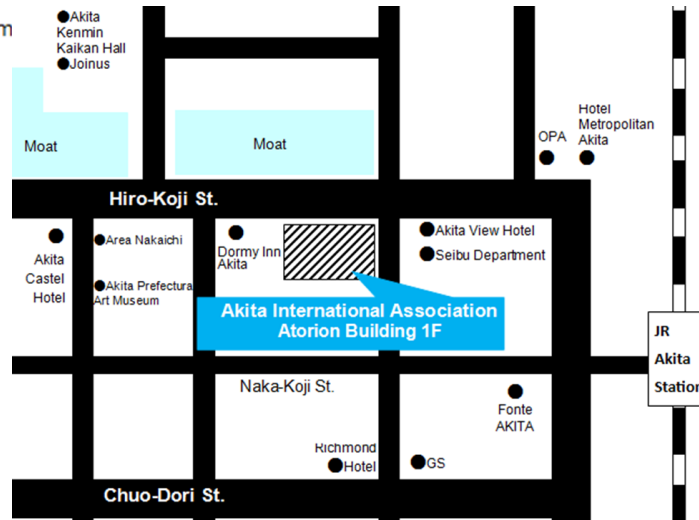 m
Akita
Kenmin
Kaikan Hall
Joinus
Moat
Moat
OPA
Hotel
Metropolitan
Akita
Hiro-Koji St.
Akita
Castel
Hotel
Area Nakaichi
Akita Prefectura
Art Museum
Dormy Inn
Akita
Akita View Hotel
Seibu Department
Akita International Association
Atorion Building 1F
JR
Akita
Station
Naka-Koji St.
Fonte
AKITA
Richmond
Hotel
GS
Chuo-Dori St.